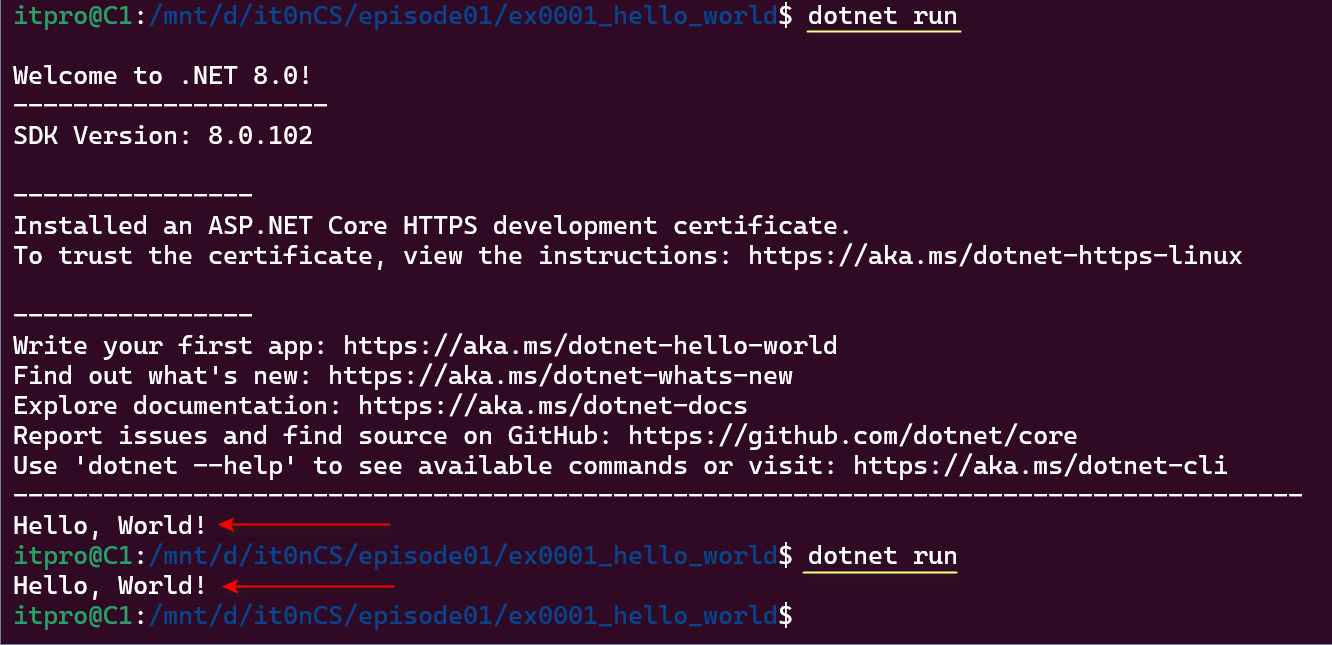 itpro@C1:/mnt/d/it0nCS/episode01/ex0001_hello_world$ dotnet run
Welcome to .NET 8.0!
---------------------
SDK Version: 8.0.102
----------------
Installed an ASP.NET Core HTTPS development certificate.
To trust the certificate, view the instructions: https://aka.ms/dotnet-https-linux
----------------
Write your first app: https://aka.ms/dotnet-hello-world
Find out what's new: https://aka.ms/dotnet-whats-new
Explore documentation: https://aka.ms/dotnet-docs
Report issues and find source on GitHub: https://github.com/dotnet/core
Use 'dotnet --help' to see available commands or visit: https://aka.ms/dotnet-cli
--------------------------------------------------------------------------------------
Hello, World!
itpro@C1:/mnt/d/it0nCS/episode01/ex0001_hello_world$ dotnet run
Hello, World!
itpro@C1:/mnt/d/it0nCS/episode01/ex0001_hello_world$